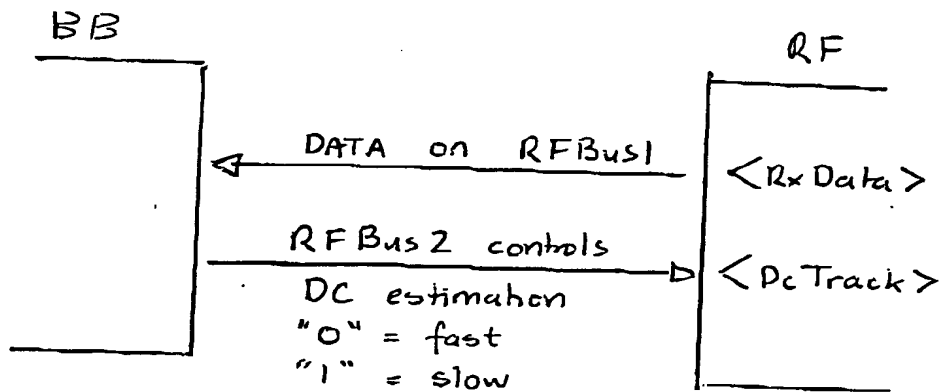 BB
RF
DATA on RFBus1
<RxData>
RFBus2 controls
<DcTrack>
DC estimation
"0" = fast
"1" = slow